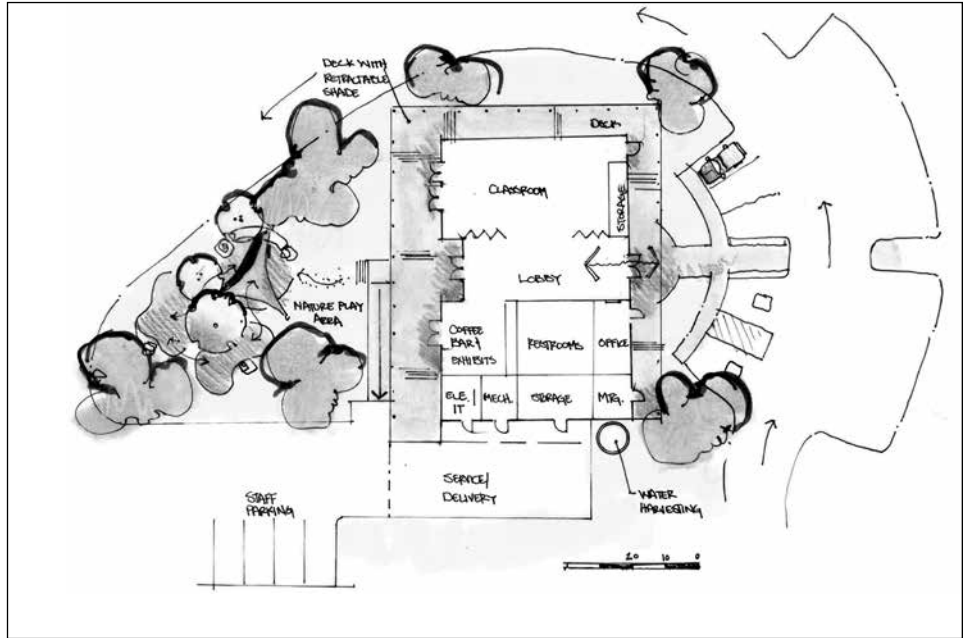 DECK WITH
RETRACTABLE
SHADE
DECK
CLASSROOM
STORAGE
LOBBY
NATURE PLAY
AREA
COFFEE
BAR/
EXHIBITS
RESTROOMS
OFFICE
ELE.
IT
MECH.
STORAGE
MTG.
SERVICE/
DELIVERY
STAFF
PARKING
WATER
HARVESTING
20 10 0